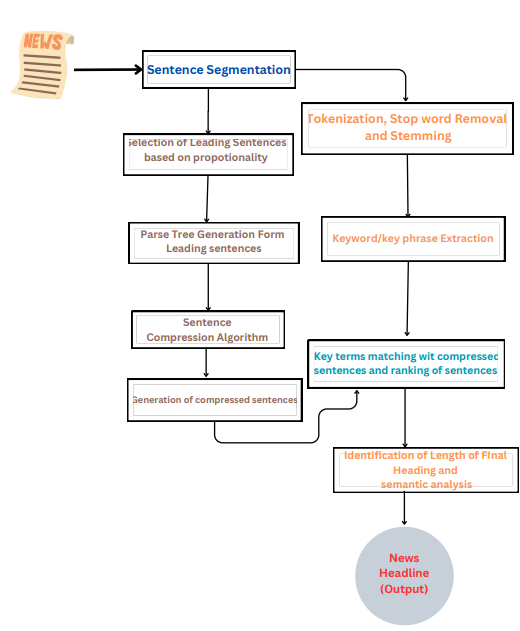 NEWS
Sentence Segmentation
Tokenization, Stop word Removal
and Stemming
Selection of Leading Sentences
based on propotionality
Parse Tree Generation Form
Leading sentences
Keyword/key phrase Extraction
Sentence
Compression Algorithm
Key terms matching wit compressed
sentences and ranking of sentences
Generation of compressed sentences
Identification of Length of FInal
Heading and
semantic analysis
News
Headline
(Output)